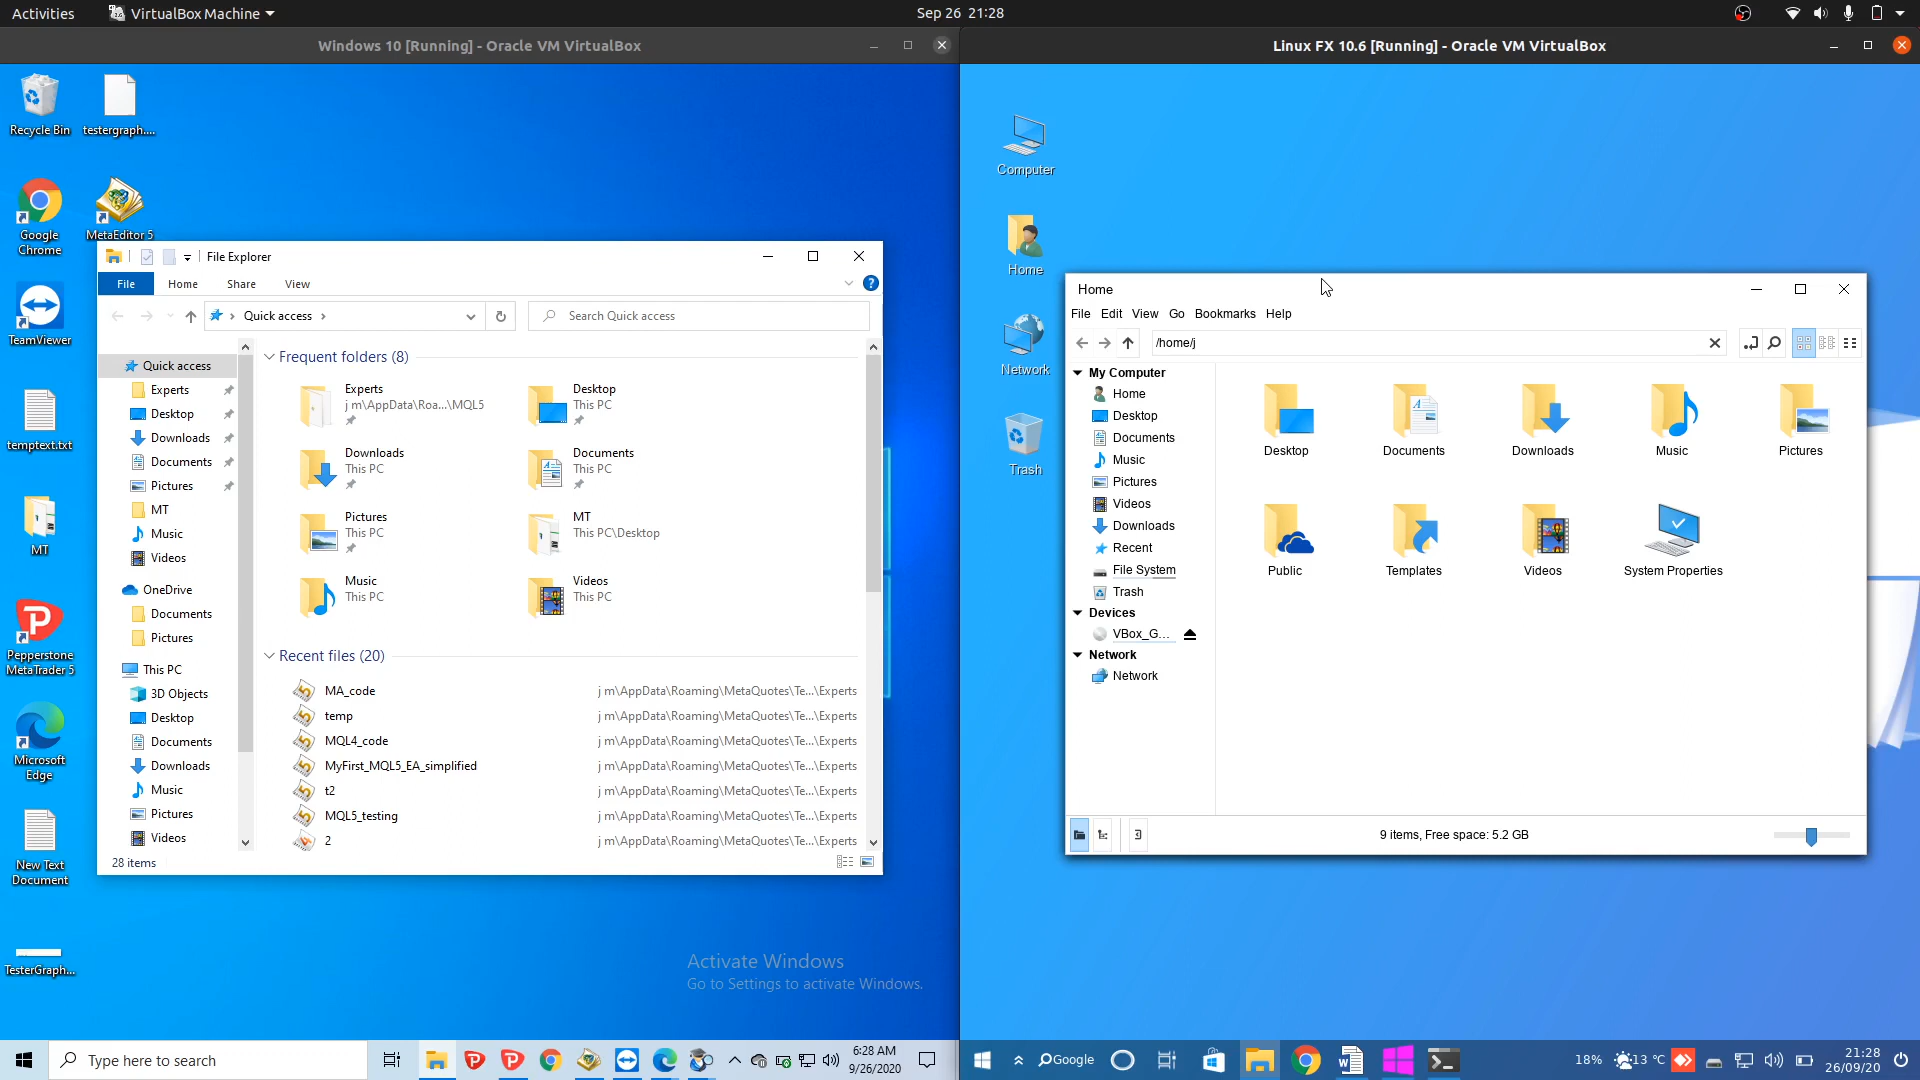 Activities
VirtualBox Machine
Sep 26 21:28
Windows 10 [Running] - Oracle VM VirtualBox
Recycle Bin
testergraph....
Google Chrome
MetaEditor 5
TeamViewer
temptext.txt
MT
Pepperstone MetaTrader 5
Microsoft Edge
New Text Document
TesterGraph...
File Explorer
File Home Share View
Quick access
Search Quick access
Quick access
Experts
Desktop
Downloads
Documents
Pictures
MT
Music
Videos
OneDrive
Documents
Pictures
This PC
3D Objects
Desktop
Documents
Downloads
Music
Pictures
Videos
Frequent folders (8)
Experts
j m\AppData\Roa...\MQL5
Desktop
This PC
Downloads
This PC
Documents
This PC
Pictures
This PC
MT
This PC\Desktop
Music
This PC
Videos
This PC
Recent files (20)
MA_code j m\AppData\Roaming\MetaQuotes\Te...\Experts
temp j m\AppData\Roaming\MetaQuotes\Te...\Experts
MQL4_code j m\AppData\Roaming\MetaQuotes\Te...\Experts
MyFirst_MQL5_EA_simplified j m\AppData\Roaming\MetaQuotes\Te...\Experts
t2 j m\AppData\Roaming\MetaQuotes\Te...\Experts
MQL5_testing j m\AppData\Roaming\MetaQuotes\Te...\Experts
2 j m\AppData\Roaming\MetaQuotes\Te...\Experts
28 items
Activate Windows
Go to Settings to activate Windows.
Type here to search
6:28 AM
9/26/2020
Linux FX 10.6 [Running] - Oracle VM VirtualBox
Computer
Home
Network
Trash
Home
File Edit View Go Bookmarks Help
/home/j
My Computer
Home
Desktop
Documents
Music
Pictures
Videos
Downloads
Recent
File System
Trash
Devices
VBox_G...
Network
Network
Desktop Documents Downloads Music Pictures
Public Templates Videos System Properties
9 items, Free space: 5.2 GB
Google
18%
13 °C
21:28
26/09/20